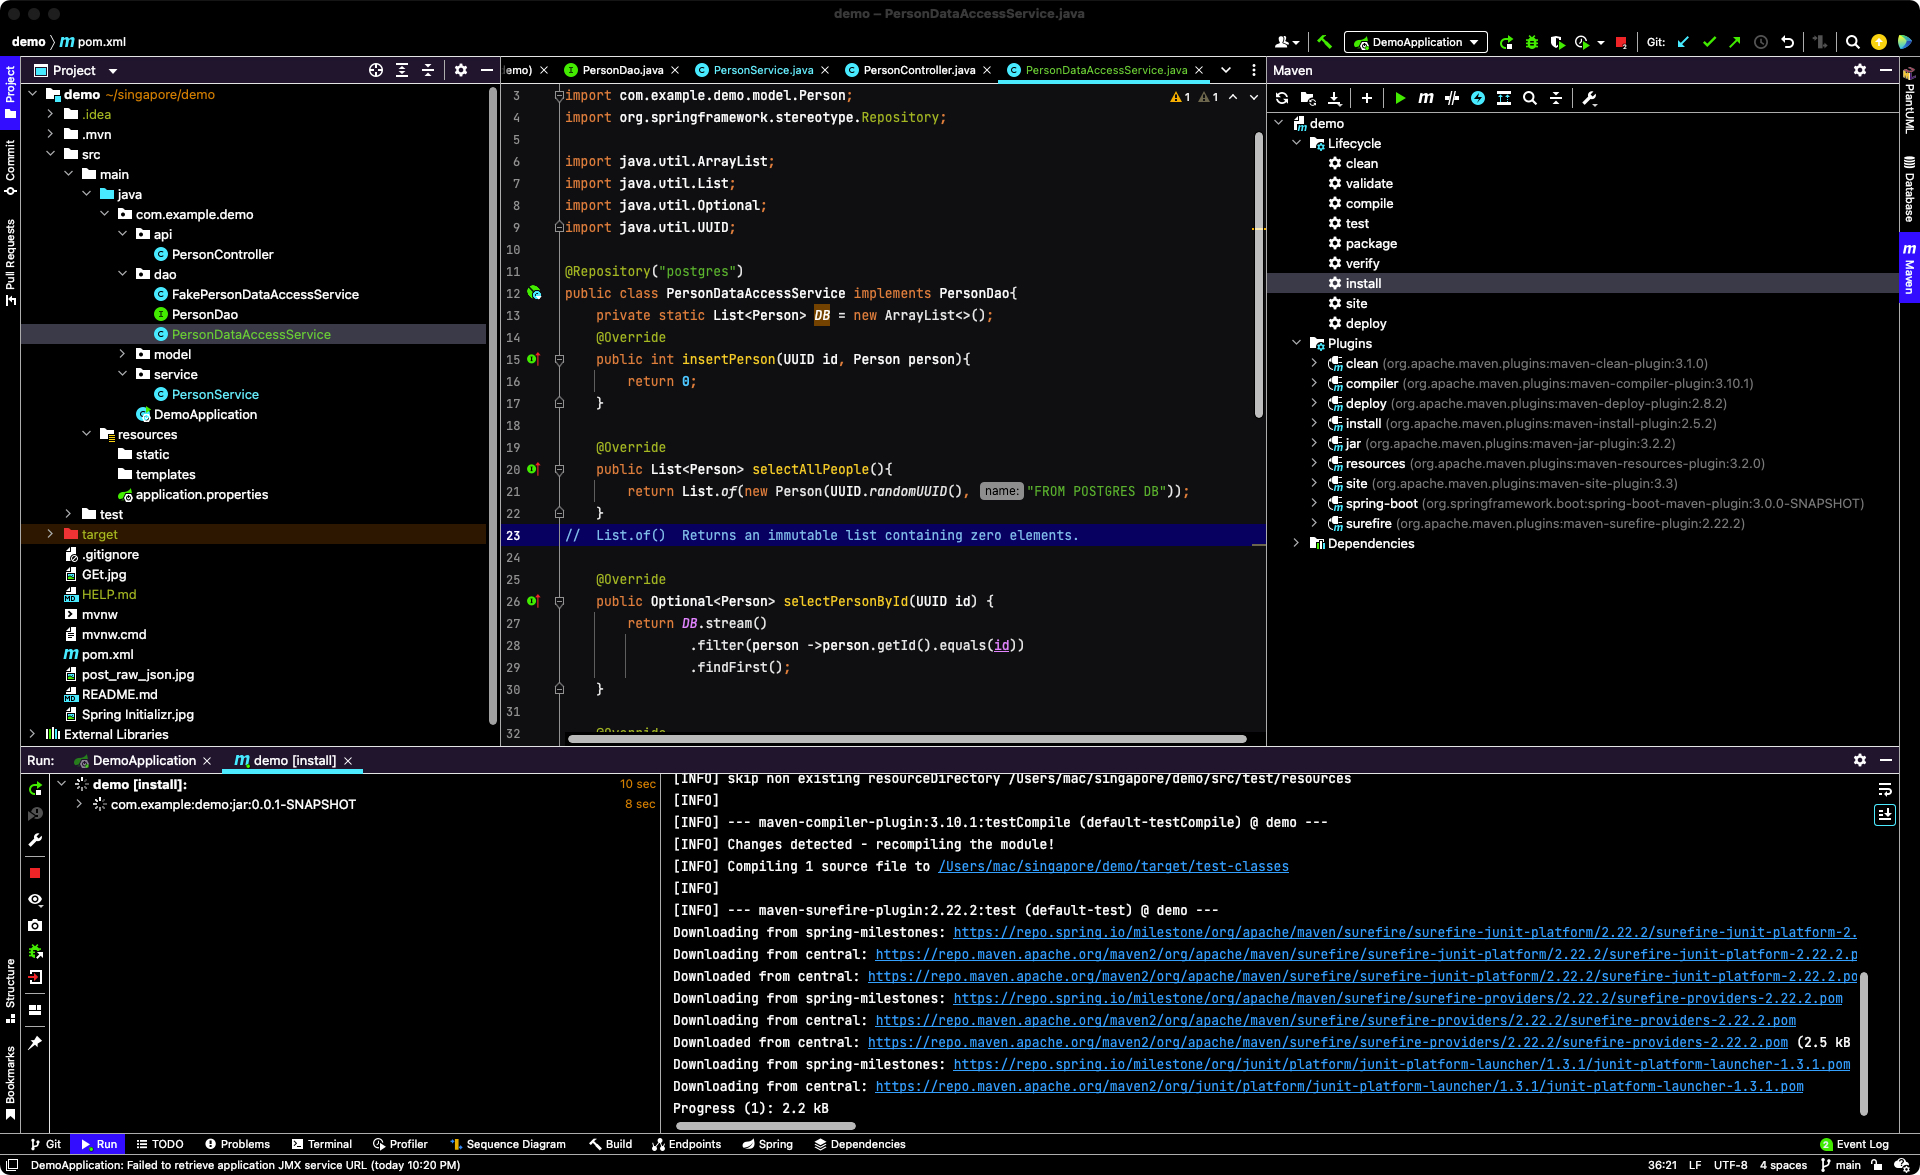 demo – PersonDataAccessService.java
demo
pom.xml
DemoApplication
Git:
Project
Commit
Pull Requests
Structure
Bookmarks
Project
demo ~/singapore/demo
.idea
.mvn
src
main
java
com.example.demo
api
PersonController
dao
FakePersonDataAccessService
PersonDao
PersonDataAccessService
model
service
PersonService
DemoApplication
resources
static
templates
application.properties
test
target
.gitignore
GEt.jpg
HELP.md
mvnw
mvnw.cmd
pom.xml
post_raw_json.jpg
README.md
Spring Initializr.jpg
External Libraries
emo)
PersonDao.java
PersonService.java
PersonController.java
PersonDataAccessService.java
1 1
3 import com.example.demo.model.Person;
4 import org.springframework.stereotype.Repository;
5
6 import java.util.ArrayList;
7 import java.util.List;
8 import java.util.Optional;
9 import java.util.UUID;
10
11 @Repository("postgres")
12 public class PersonDataAccessService implements PersonDao{
13 private static List<Person> DB = new ArrayList<>();
14 @Override
15 public int insertPerson(UUID id, Person person){
16 return 0;
17 }
18
19 @Override
20 public List<Person> selectAllPeople(){
21 return List.of(new Person(UUID.randomUUID(), name: "FROM POSTGRES DB"));
22 }
23 // List.of() Returns an immutable list containing zero elements.
24
25 @Override
26 public Optional<Person> selectPersonById(UUID id) {
27 return DB.stream()
28 .filter(person ->person.getId().equals(id))
29 .findFirst();
30 }
31
32 @Override
Maven
demo
Lifecycle
clean
validate
compile
test
package
verify
install
site
deploy
Plugins
clean (org.apache.maven.plugins:maven-clean-plugin:3.1.0)
compiler (org.apache.maven.plugins:maven-compiler-plugin:3.10.1)
deploy (org.apache.maven.plugins:maven-deploy-plugin:2.8.2)
install (org.apache.maven.plugins:maven-install-plugin:2.5.2)
jar (org.apache.maven.plugins:maven-jar-plugin:3.2.2)
resources (org.apache.maven.plugins:maven-resources-plugin:3.2.0)
site (org.apache.maven.plugins:maven-site-plugin:3.3)
spring-boot (org.springframework.boot:spring-boot-maven-plugin:3.0.0-SNAPSHOT)
surefire (org.apache.maven.plugins:maven-surefire-plugin:2.22.2)
Dependencies
PlantUML
Database
Maven
Run:
DemoApplication
demo [install]
demo [install]: 10 sec
com.example:demo:jar:0.0.1-SNAPSHOT 8 sec
[INFO] skip non existing resourceDirectory /Users/mac/singapore/demo/src/test/resources
[INFO]
[INFO] --- maven-compiler-plugin:3.10.1:testCompile (default-testCompile) @ demo ---
[INFO] Changes detected - recompiling the module!
[INFO] Compiling 1 source file to /Users/mac/singapore/demo/target/test-classes
[INFO]
[INFO] --- maven-surefire-plugin:2.22.2:test (default-test) @ demo ---
Downloading from spring-milestones: https://repo.spring.io/milestone/org/apache/maven/surefire/surefire-junit-platform/2.22.2/surefire-junit-platform-2.
Downloading from central: https://repo.maven.apache.org/maven2/org/apache/maven/surefire/surefire-junit-platform/2.22.2/surefire-junit-platform-2.22.2.p
Downloaded from central: https://repo.maven.apache.org/maven2/org/apache/maven/surefire/surefire-junit-platform/2.22.2/surefire-junit-platform-2.22.2.po
Downloading from spring-milestones: https://repo.spring.io/milestone/org/apache/maven/surefire/surefire-providers/2.22.2/surefire-providers-2.22.2.pom
Downloading from central: https://repo.maven.apache.org/maven2/org/apache/maven/surefire/surefire-providers/2.22.2/surefire-providers-2.22.2.pom
Downloaded from central: https://repo.maven.apache.org/maven2/org/apache/maven/surefire/surefire-providers/2.22.2/surefire-providers-2.22.2.pom (2.5 kB
Downloading from spring-milestones: https://repo.spring.io/milestone/org/junit/platform/junit-platform-launcher/1.3.1/junit-platform-launcher-1.3.1.pom
Downloading from central: https://repo.maven.apache.org/maven2/org/junit/platform/junit-platform-launcher/1.3.1/junit-platform-launcher-1.3.1.pom
Progress (1): 2.2 kB
Git
Run
TODO
Problems
Terminal
Profiler
Sequence Diagram
Build
Endpoints
Spring
Dependencies
2 Event Log
DemoApplication: Failed to retrieve application JMX service URL (today 10:20 PM)
36:21 LF UTF-8 4 spaces main